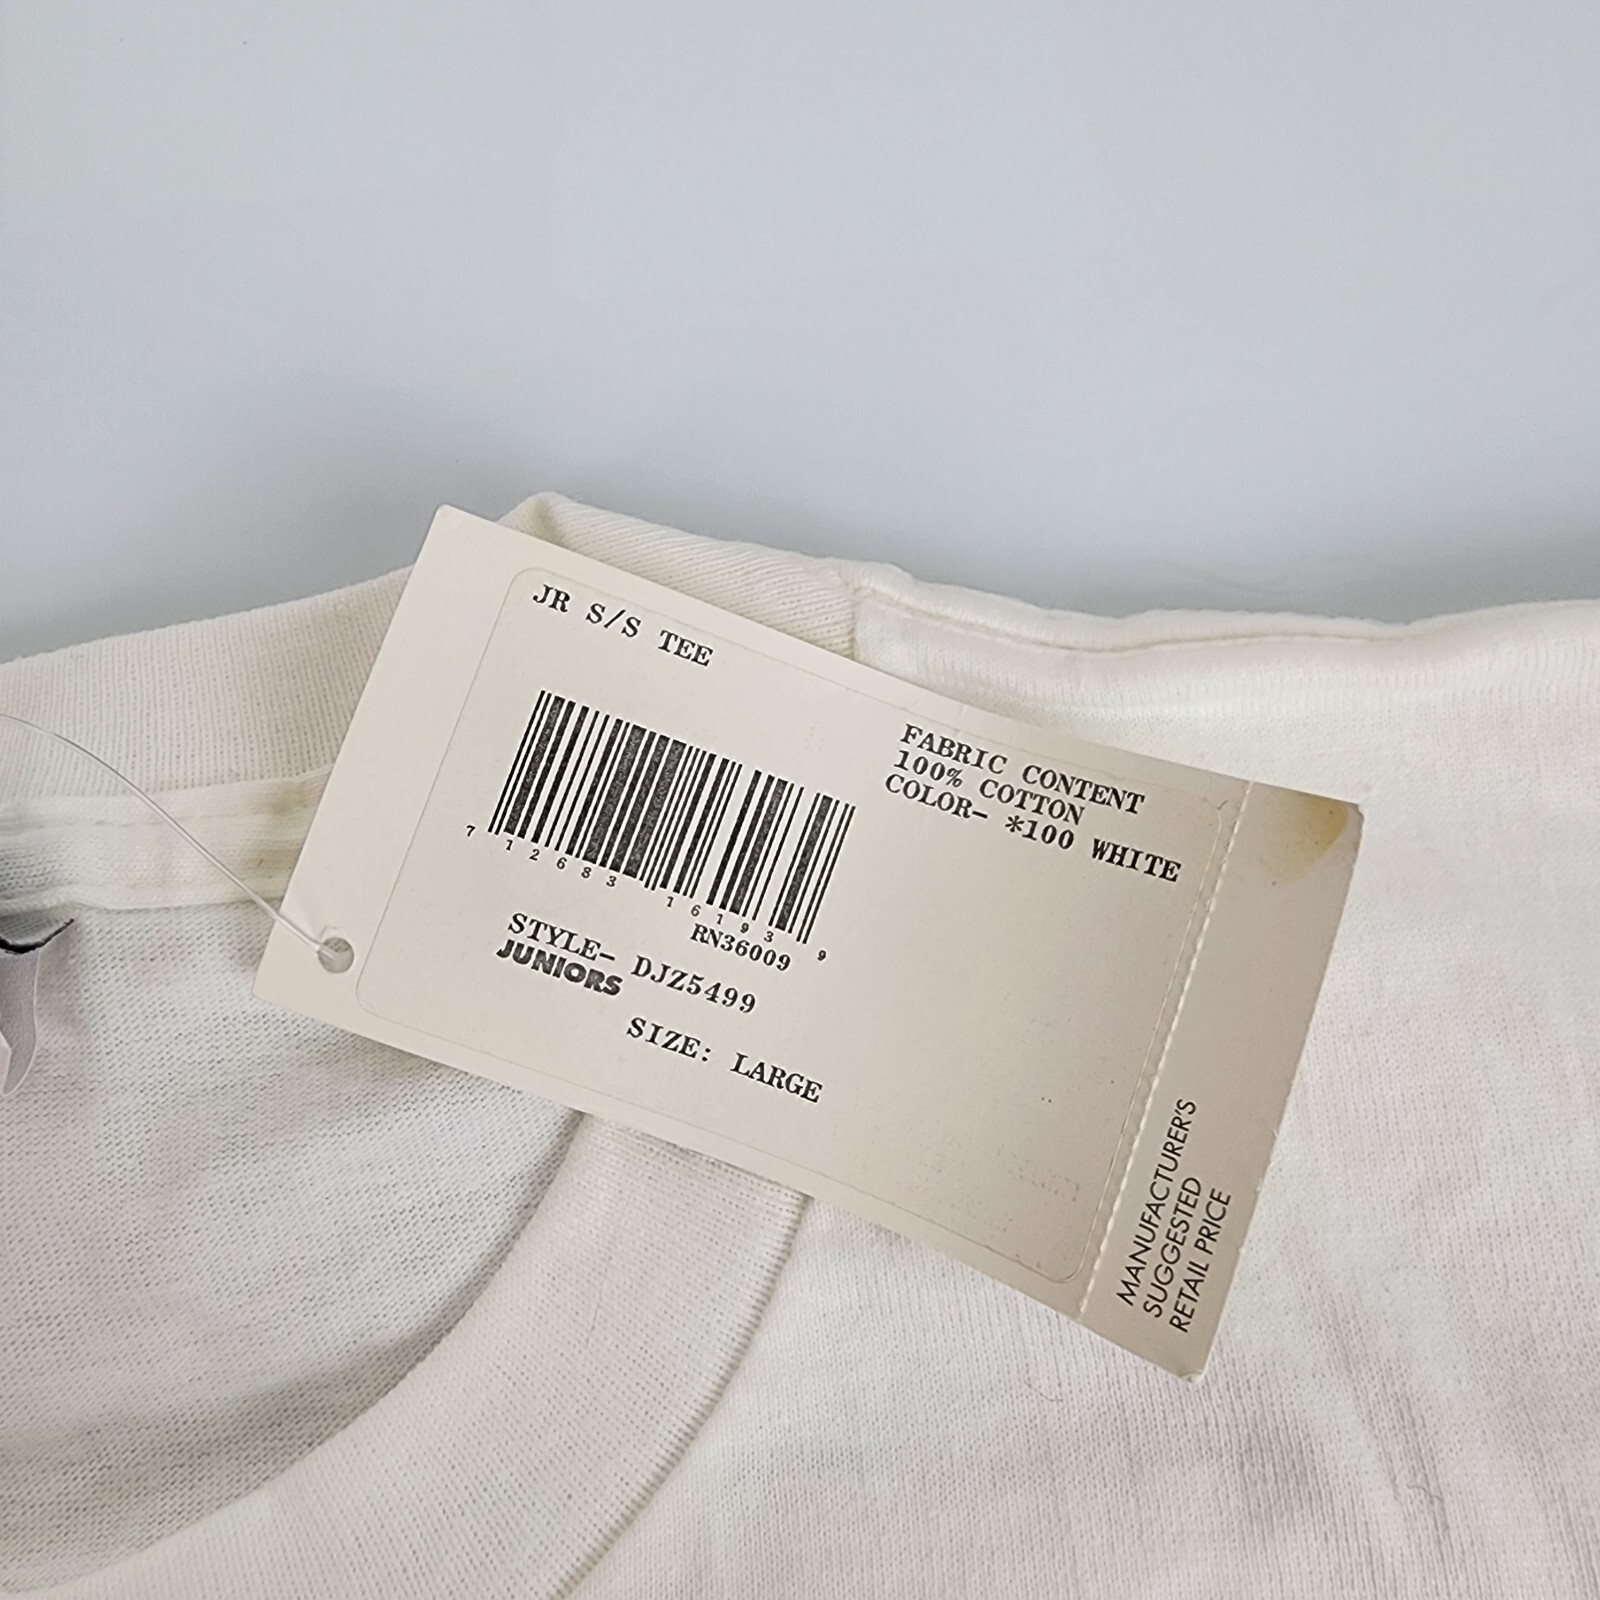 JR S/S TEE
FABRIC CONTENT
100% COTTON
COLOR- *100 WHITE
7 12683 16193 9
RN36009
STYLE- DJZ5499
JUNIORS
SIZE: LARGE
MANUFACTURER'S
SUGGESTED
RETAIL PRICE